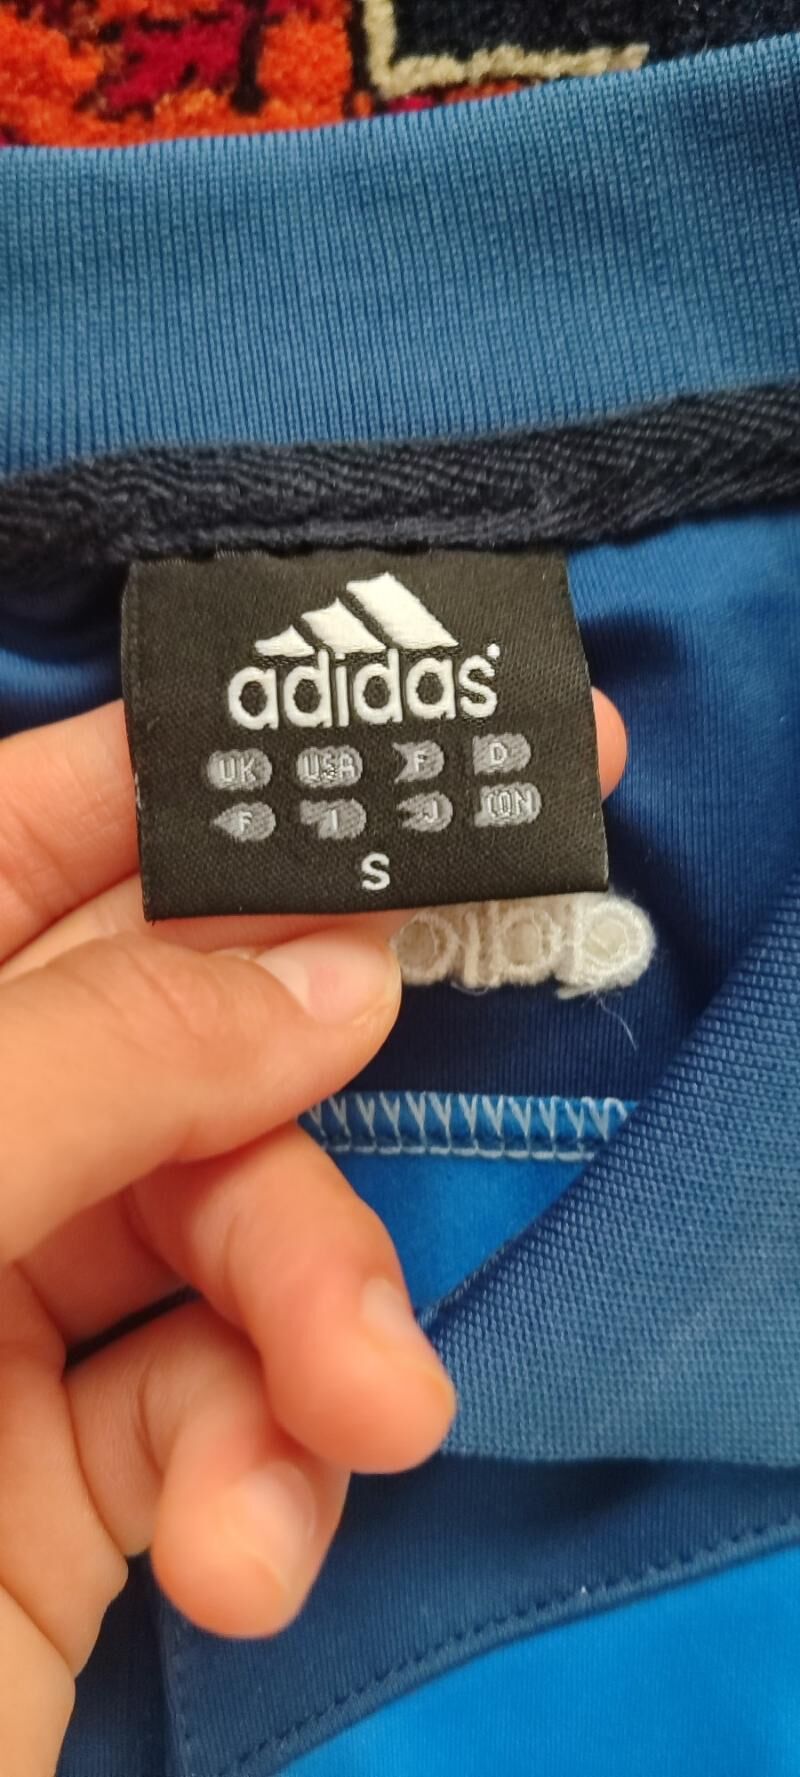 adidas
UK USA F D
F I J CON
S